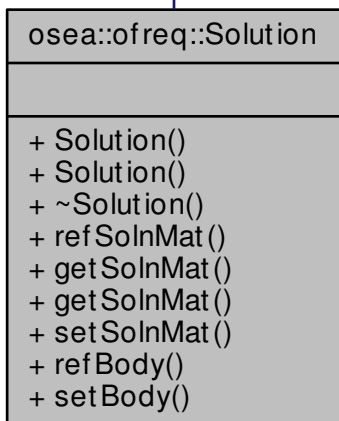 osea::ofreq::Solution
+ Solution()
+ Solution()
+ ~Solution()
+ refSolnMat()
+ getSolnMat()
+ getSolnMat()
+ setSolnMat()
+ refBody()
+ setBody()